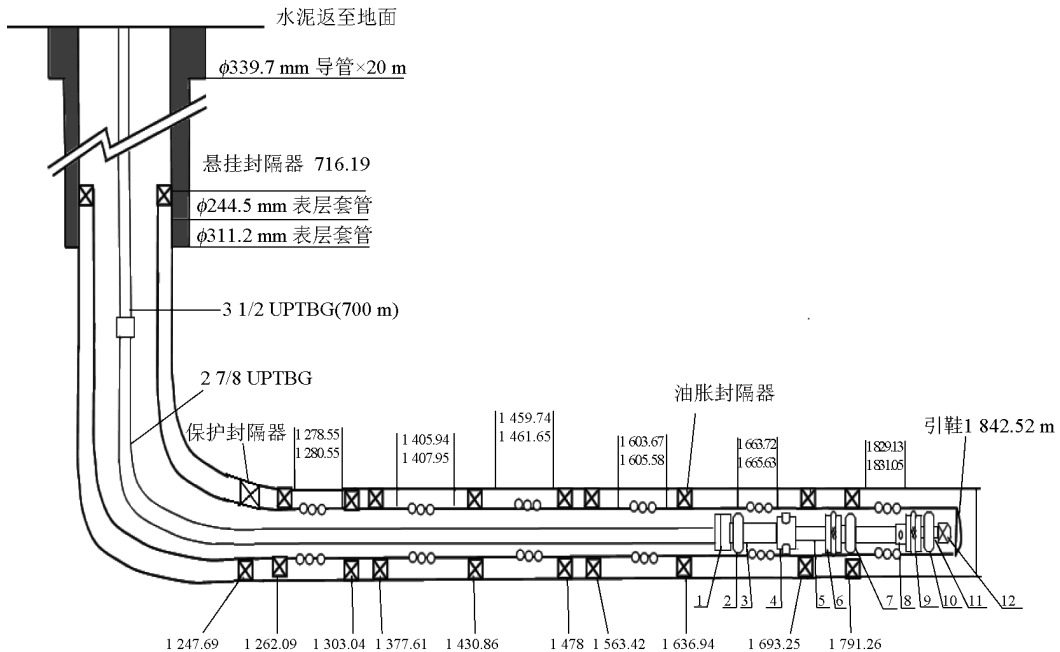 水泥返至地面
ϕ339.7 mm 导管×20 m
悬挂封隔器 716.19
ϕ244.5 mm 表层套管
ϕ311.2 mm 表层套管
3 1/2 UPTBG(700 m)
2 7/8 UPTBG
保护封隔器
油胀封隔器
引鞋1 842.52 m
1 278.55
1 280.55
1 405.94
1 407.95
1 459.74
1 461.65
1 603.67
1 605.58
1 663.72
1 665.63
1 829.13
1 831.05
1 2 3 4 5 6 7 8 9 10 11 12
1 247.69 1 262.09 1 303.04 1 377.61 1 430.86 1 478 1 563.42 1 636.94 1 693.25 1 791.26